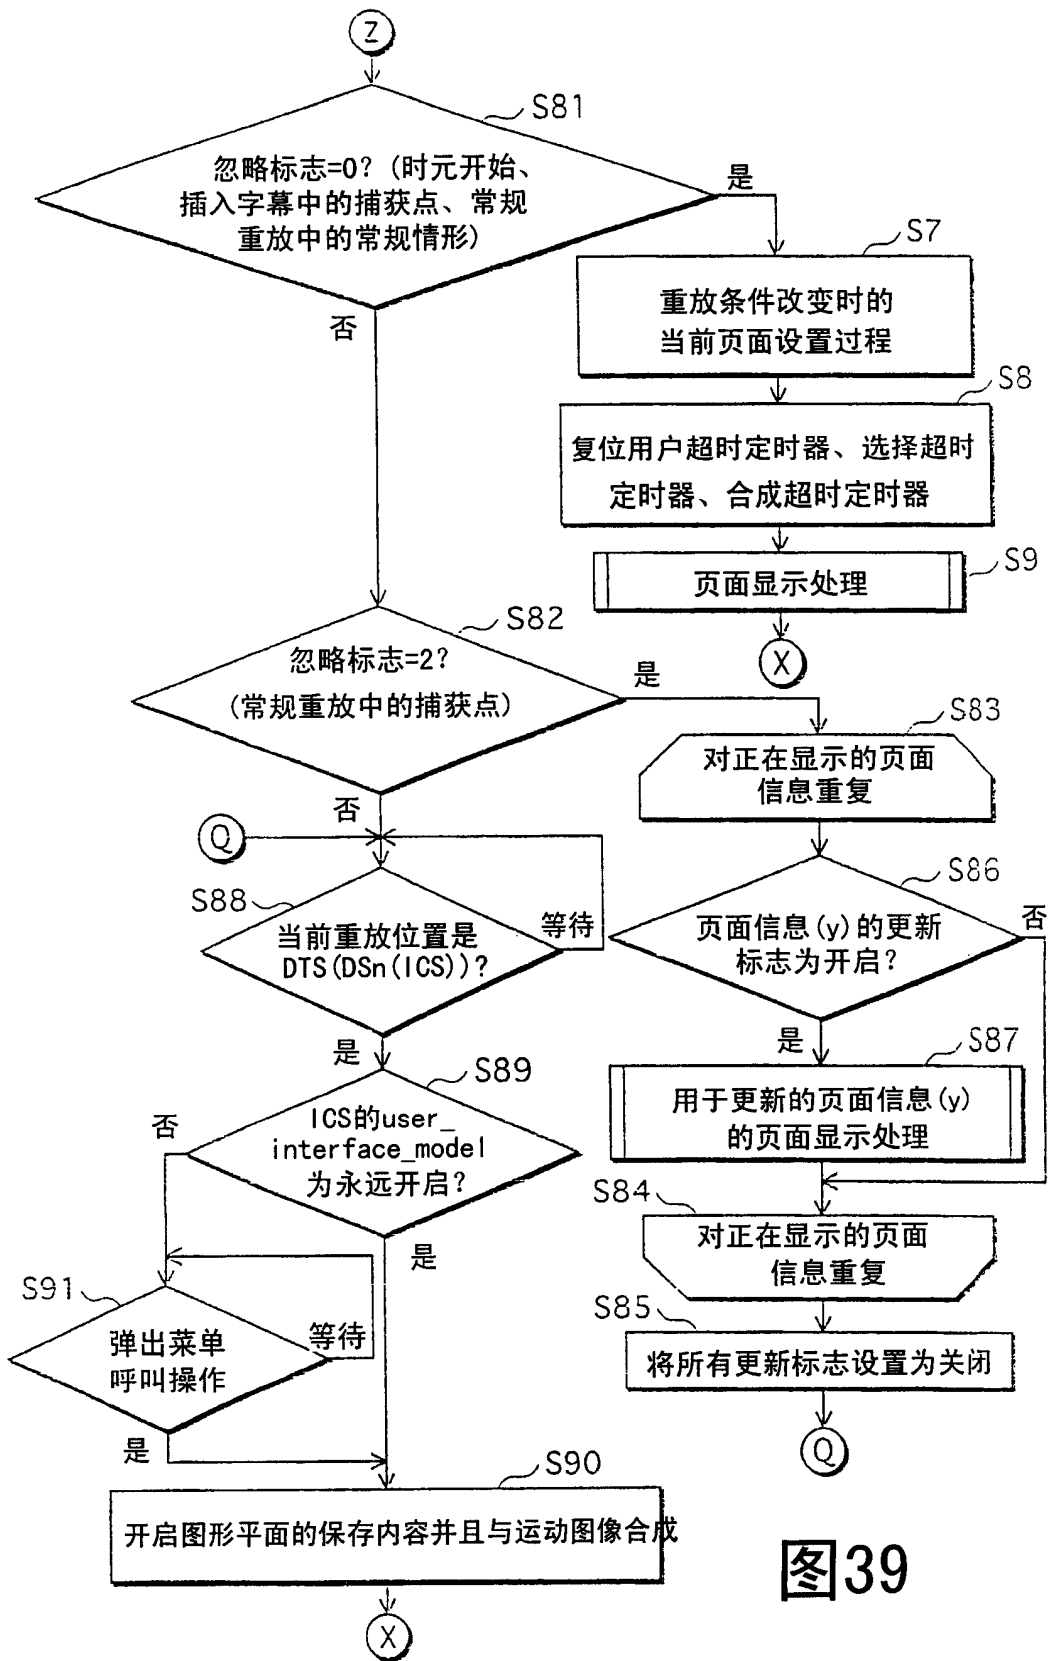 Z
S81
忽略标志=0?(时元开始、
插入字幕中的捕获点、常规
重放中的常规情形)
是
否
S7
重放条件改变时的
当前页面设置过程
S8
复位用户超时定时器、选择超时
定时器、合成超时定时器
S9
页面显示处理
X
S82
忽略标志=2?
(常规重放中的捕获点)
是
否
S83
对正在显示的页面
信息重复
Q
S88
当前重放位置是
DTS(DSn(ICS))?
等待
是
S86
页面信息(y)的更新
标志为开启?
否
是
S87
用于更新的页面信息(y)
的页面显示处理
S89
ICS的user_
interface_model
为永远开启?
否
是
S84
对正在显示的页面
信息重复
S91
弹出菜单
呼叫操作
等待
是
S85
将所有更新标志设置为关闭
Q
S90
开启图形平面的保存内容并且与运动图像合成
X
图39